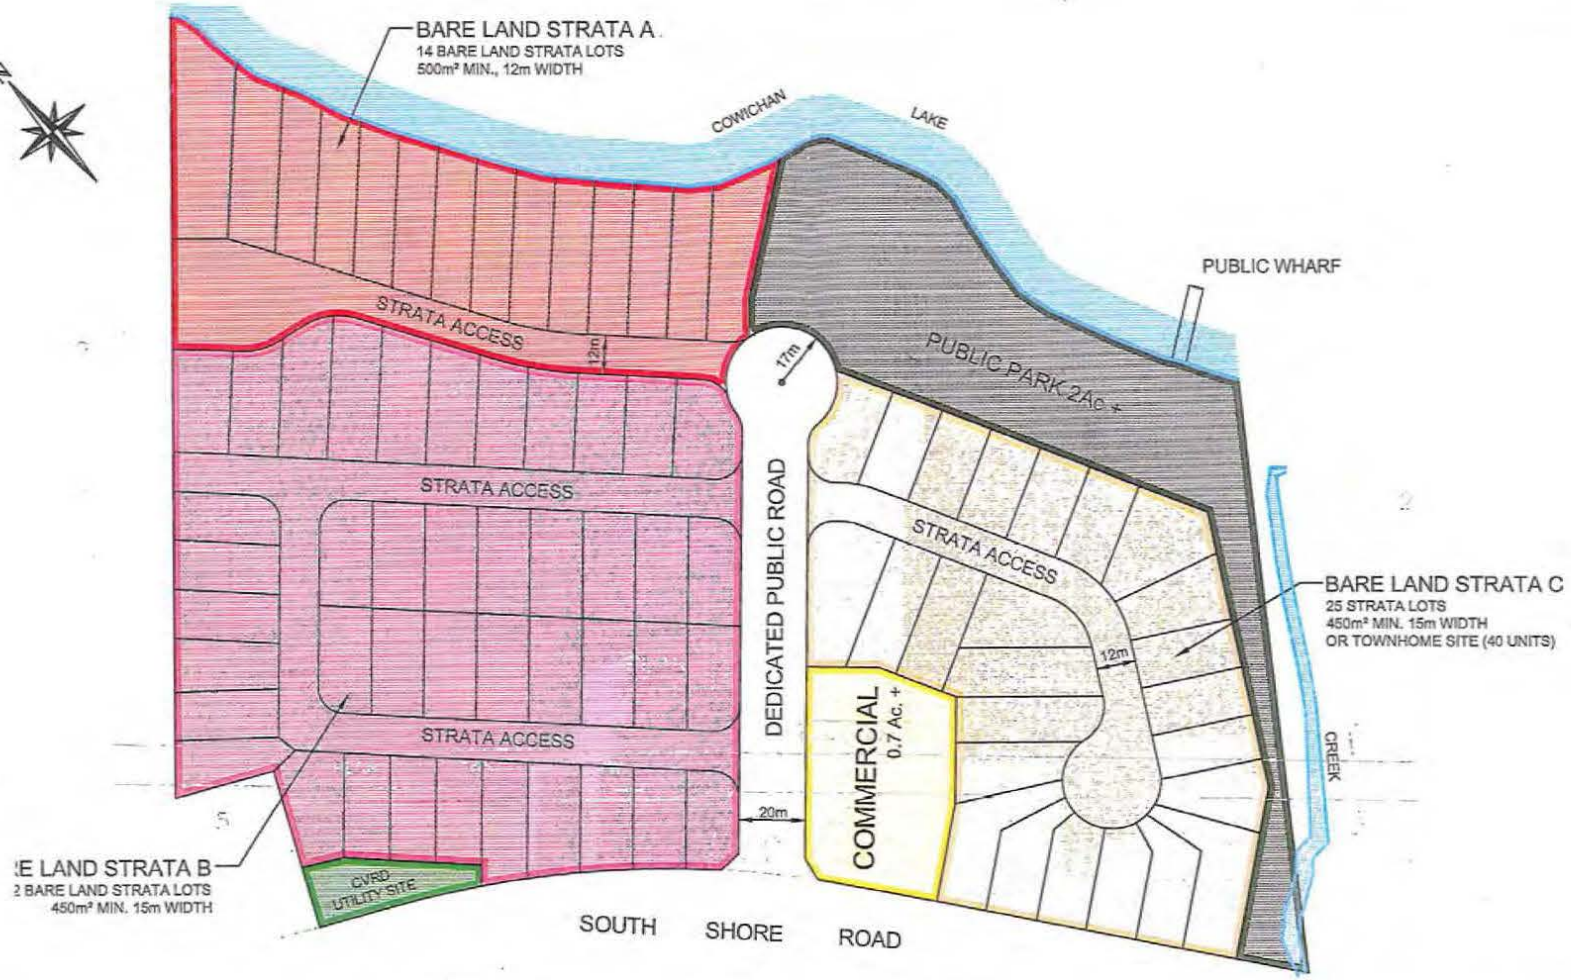 BARE LAND STRATA A
14 BARE LAND STRATA LOTS
500m² MIN., 12m WIDTH
COWICHAN
LAKE
PUBLIC WHARF
STRATA ACCESS
12m
17m
PUBLIC PARK 2Ac +
STRATA ACCESS
DEDICATED PUBLIC ROAD
STRATA ACCESS
BARE LAND STRATA C
25 STRATA LOTS
450m² MIN. 15m WIDTH
OR TOWNHOME SITE (40 UNITS)
12m
COMMERCIAL
0.7 Ac. +
STRATA ACCESS
CREEK
20m
E LAND STRATA B
2 BARE LAND STRATA LOTS
450m² MIN. 15m WIDTH
CVRD
UTILITY SITE
SOUTH SHORE ROAD